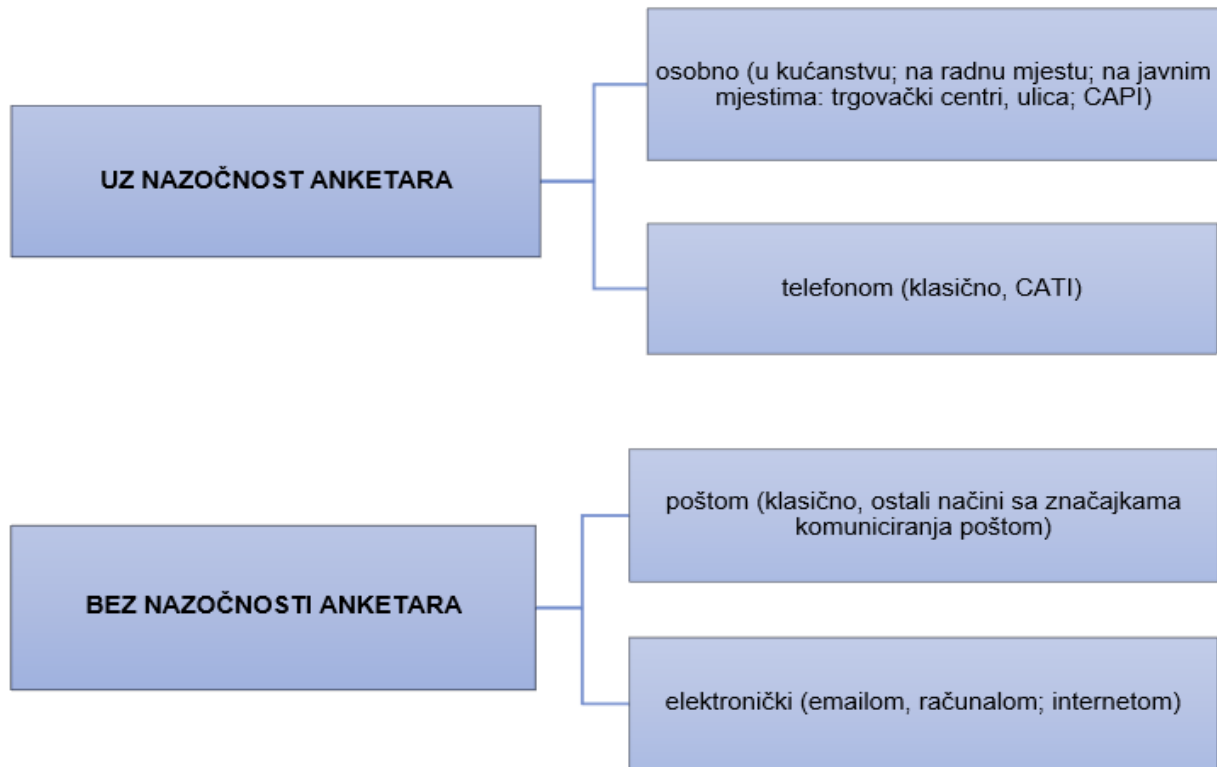 osobno (u kućanstvu; na radnu mjestu; na javnim
mjestima: trgovački centri, ulica; CAPI)
UZ NAZOČNOST ANKETARA
telefonom (klasično, CATI)
poštom (klasično, ostali načini sa značajkama
komuniciranja poštom)
BEZ NAZOČNOSTI ANKETARA
elektronički (emailom, računalom; internetom)